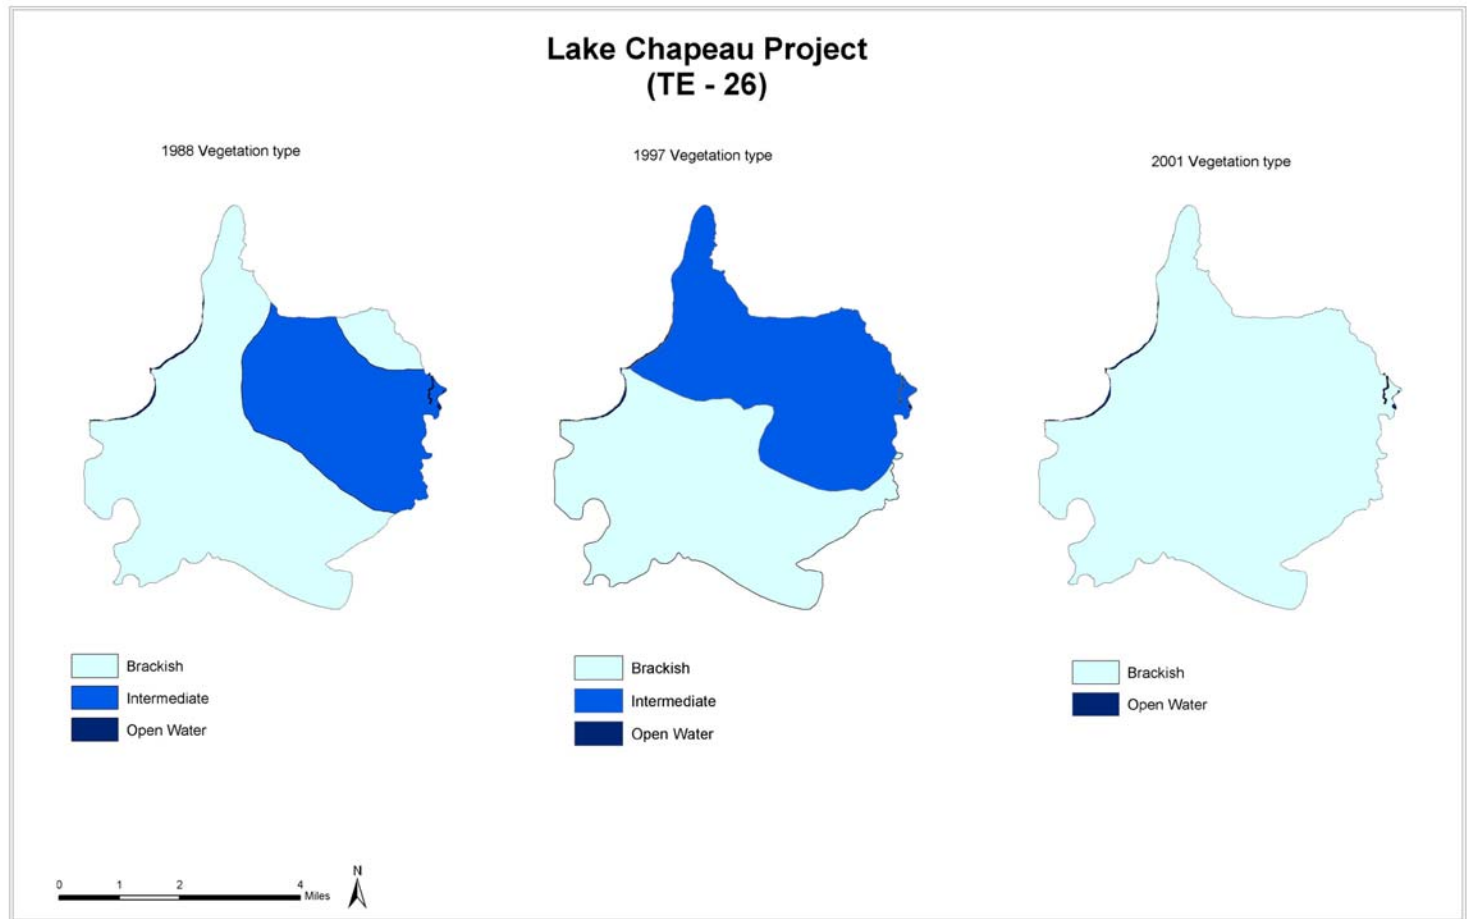 Lake Chapeau Project
(TE - 26)
1988 Vegetation type
1997 Vegetation type
2001 Vegetation type
Brackish
Intermediate
Open Water
Brackish
Intermediate
Open Water
Brackish
Open Water
0 1 2 4 Miles
N